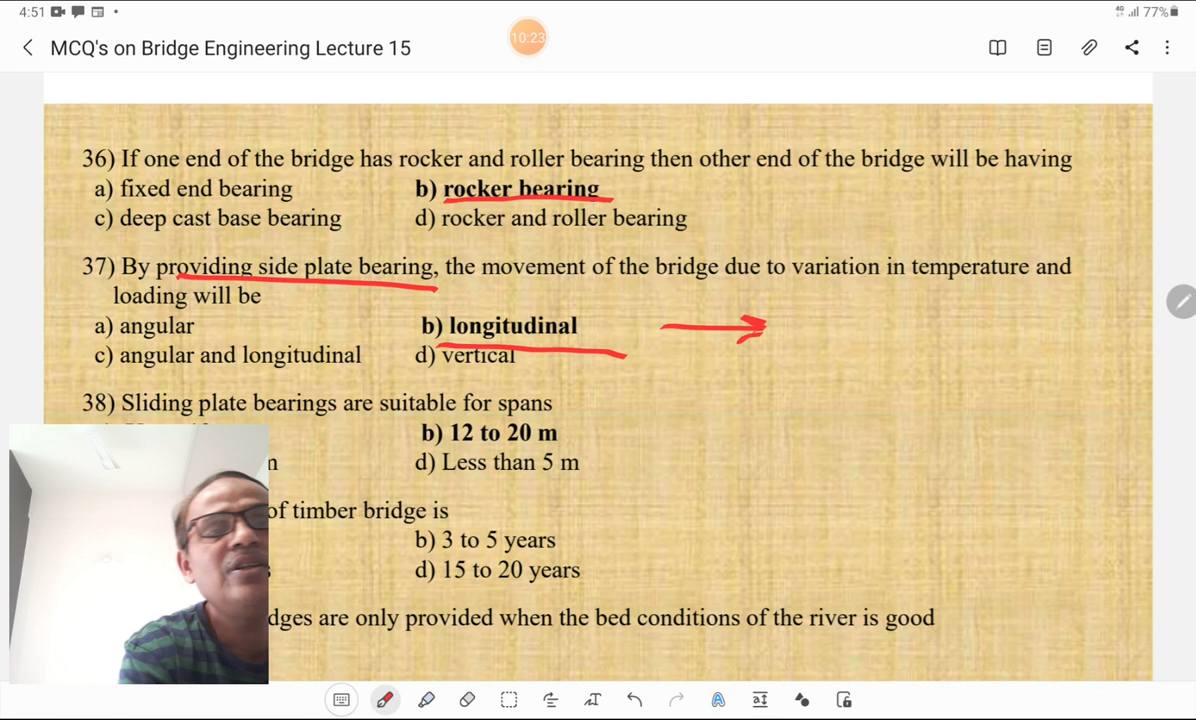 4:51
77%
MCQ's on Bridge Engineering Lecture 15
10:23
36) If one end of the bridge has rocker and roller bearing then other end of the bridge will be having
a) fixed end bearing b) rocker bearing
c) deep cast base bearing d) rocker and roller bearing
37) By providing side plate bearing, the movement of the bridge due to variation in temperature and
loading will be
a) angular b) longitudinal
c) angular and longitudinal d) vertical
38) Sliding plate bearings are suitable for spans
b) 12 to 20 m
d) Less than 5 m
of timber bridge is
b) 3 to 5 years
d) 15 to 20 years
are only provided when the bed conditions of the river is good